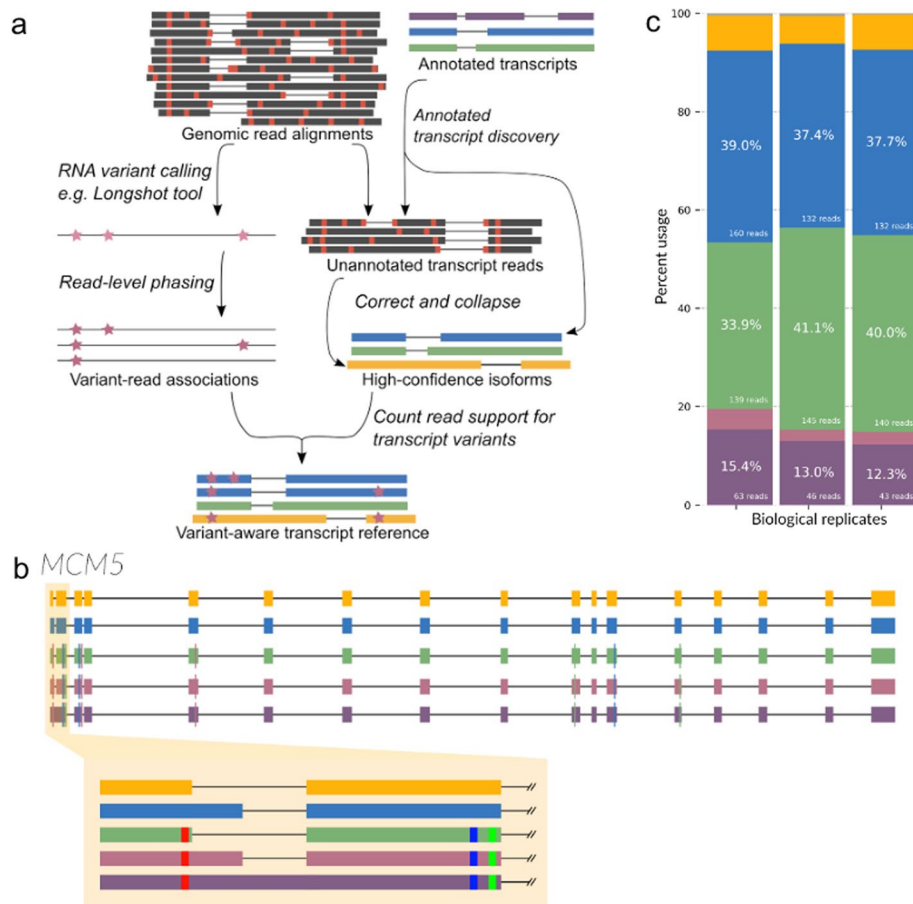 a
Genomic read alignments
Annotated transcripts
Annotated
transcript discovery
RNA variant calling
e.g. Longshot tool
Unannotated transcript reads
Read-level phasing
Correct and collapse
Variant-read associations
High-confidence isoforms
Count read support for
transcript variants
Variant-aware transcript reference
c
Percent usage
100
80
60
40
20
0
39.0%
160 reads
33.9%
139 reads
15.4%
63 reads
37.4%
132 reads
41.1%
145 reads
13.0%
46 reads
37.7%
132 reads
40.0%
140 reads
12.3%
43 reads
Biological replicates
b
MCM5